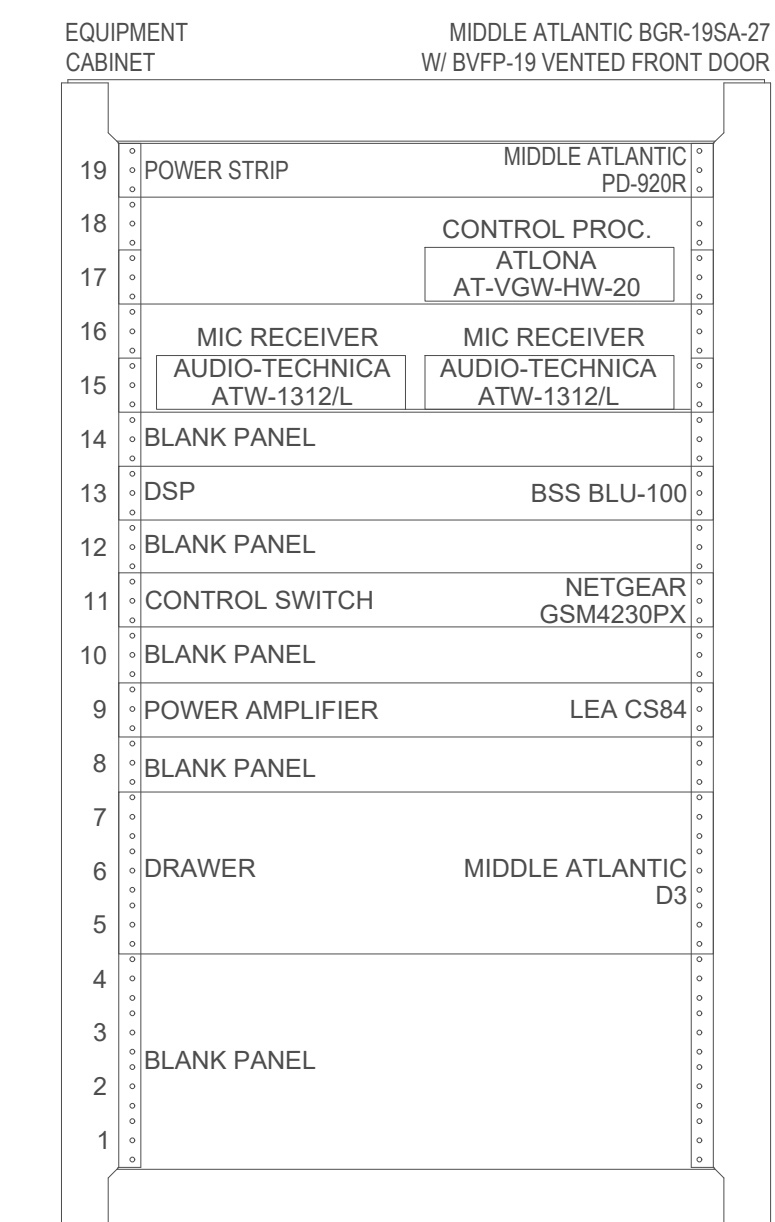 EQUIPMENT
CABINET
MIDDLE ATLANTIC BGR-19SA-27
W/ BVFP-19 VENTED FRONT DOOR
19 POWER STRIP MIDDLE ATLANTIC
PD-920R
18 CONTROL PROC.
17 ATLONA
AT-VGW-HW-20
16 MIC RECEIVER MIC RECEIVER
15 AUDIO-TECHNICA AUDIO-TECHNICA
ATW-1312/L ATW-1312/L
14 BLANK PANEL
13 DSP BSS BLU-100
12 BLANK PANEL
11 CONTROL SWITCH NETGEAR
GSM4230PX
10 BLANK PANEL
9 POWER AMPLIFIER LEA CS84
8 BLANK PANEL
7
6 DRAWER MIDDLE ATLANTIC
D3
5
4
3
BLANK PANEL
2
1